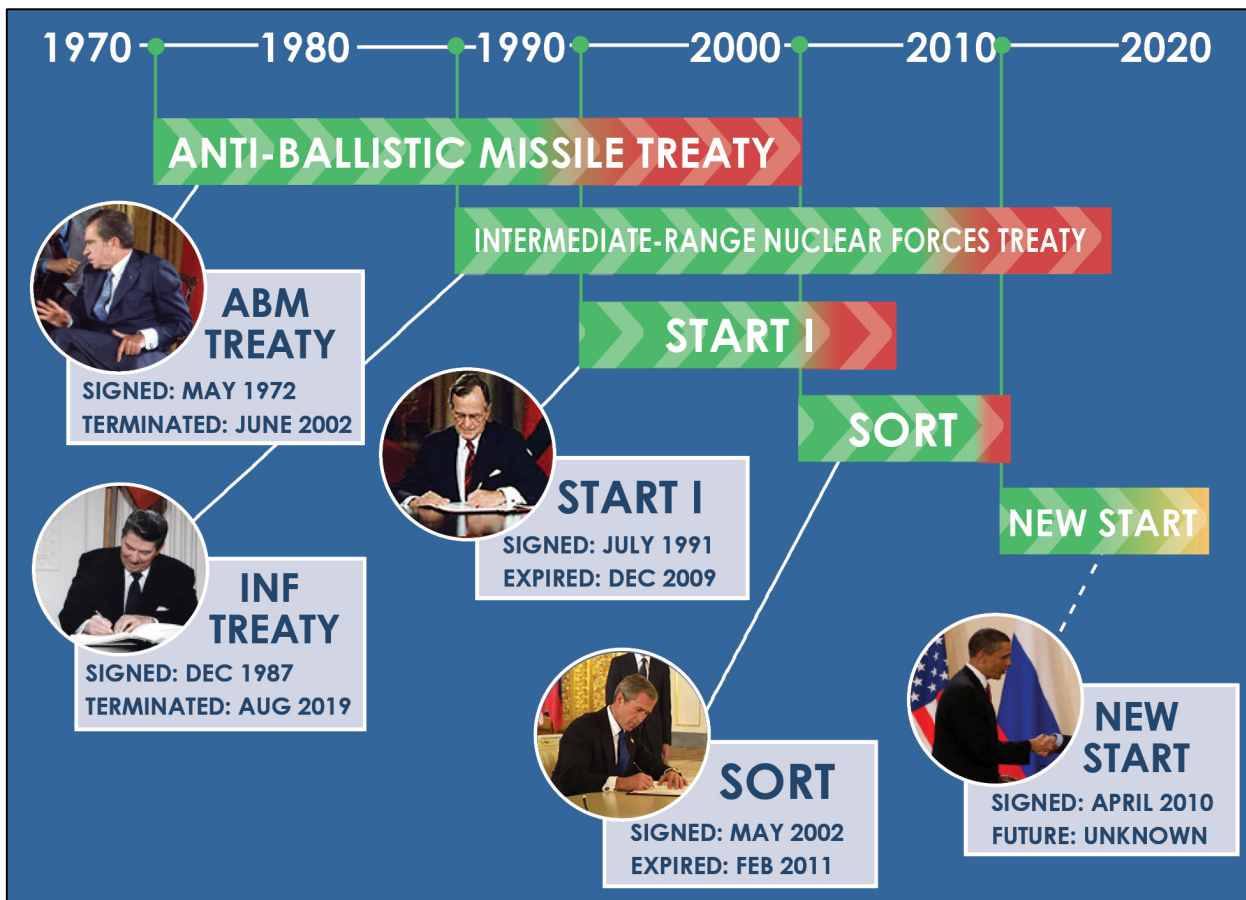 1970 1980 1990 2000 2010 2020
ANTI-BALLISTIC MISSILE TREATY
INTERMEDIATE-RANGE NUCLEAR FORCES TREATY
START I
SORT
NEW START
ABM
TREATY
SIGNED: MAY 1972
TERMINATED: JUNE 2002
INF
TREATY
SIGNED: DEC 1987
TERMINATED: AUG 2019
START I
SIGNED: JULY 1991
EXPIRED: DEC 2009
SORT
SIGNED: MAY 2002
EXPIRED: FEB 2011
NEW
START
SIGNED: APRIL 2010
FUTURE: UNKNOWN